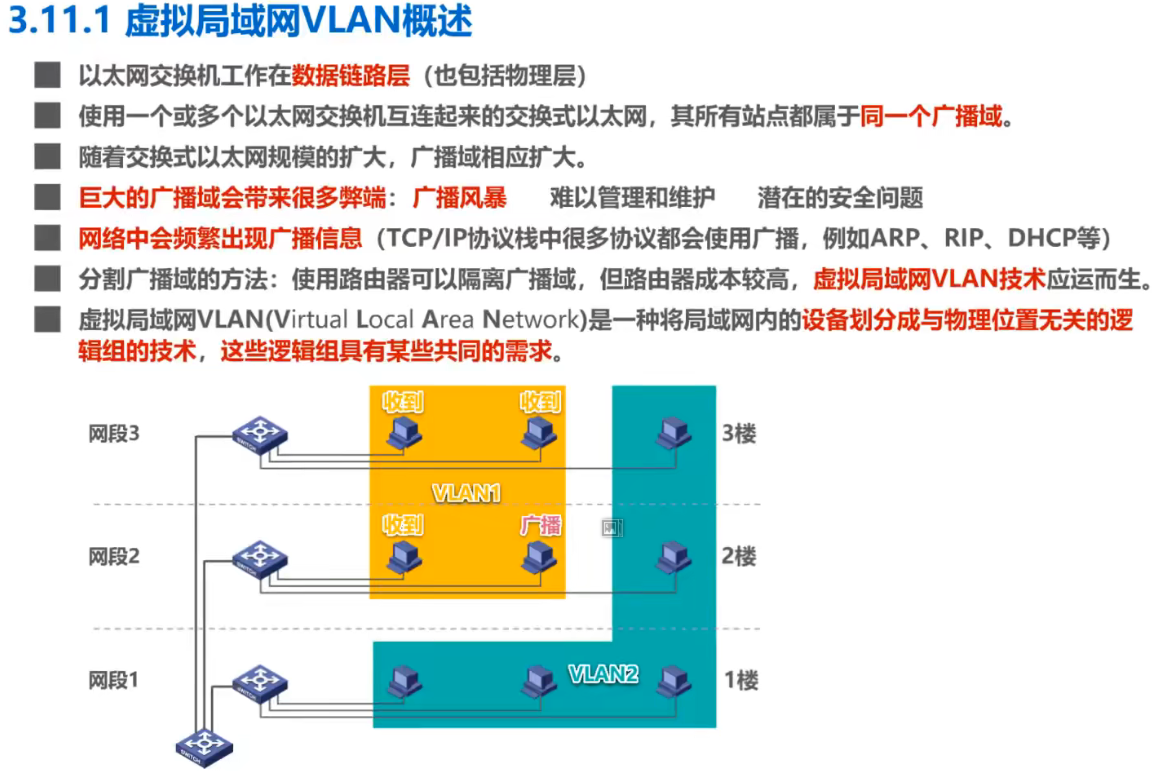 3.11.1 虚拟局域网VLAN概述
以太网交换机工作在数据链路层（也包括物理层）
使用一个或多个以太网交换机互连起来的交换式以太网，其所有站点都属于同一个广播域。
随着交换式以太网规模的扩大，广播域相应扩大。
巨大的广播域会带来很多弊端：广播风暴 难以管理和维护 潜在的安全问题
网络中会频繁出现广播信息（TCP/IP协议栈中很多协议都会使用广播，例如ARP、RIP、DHCP等）
分割广播域的方法：使用路由器可以隔离广播域，但路由器成本较高，虚拟局域网VLAN技术应运而生。
虚拟局域网VLAN(Virtual Local Area Network)是一种将局域网内的设备划分成与物理位置无关的逻
辑组的技术，这些逻辑组具有某些共同的需求。
收到 收到
网段3 SWITCH 3楼
VLAN1
收到 广播
网段2 SWITCH 2楼
VLAN2
网段1 SWITCH 1楼
SWITCH